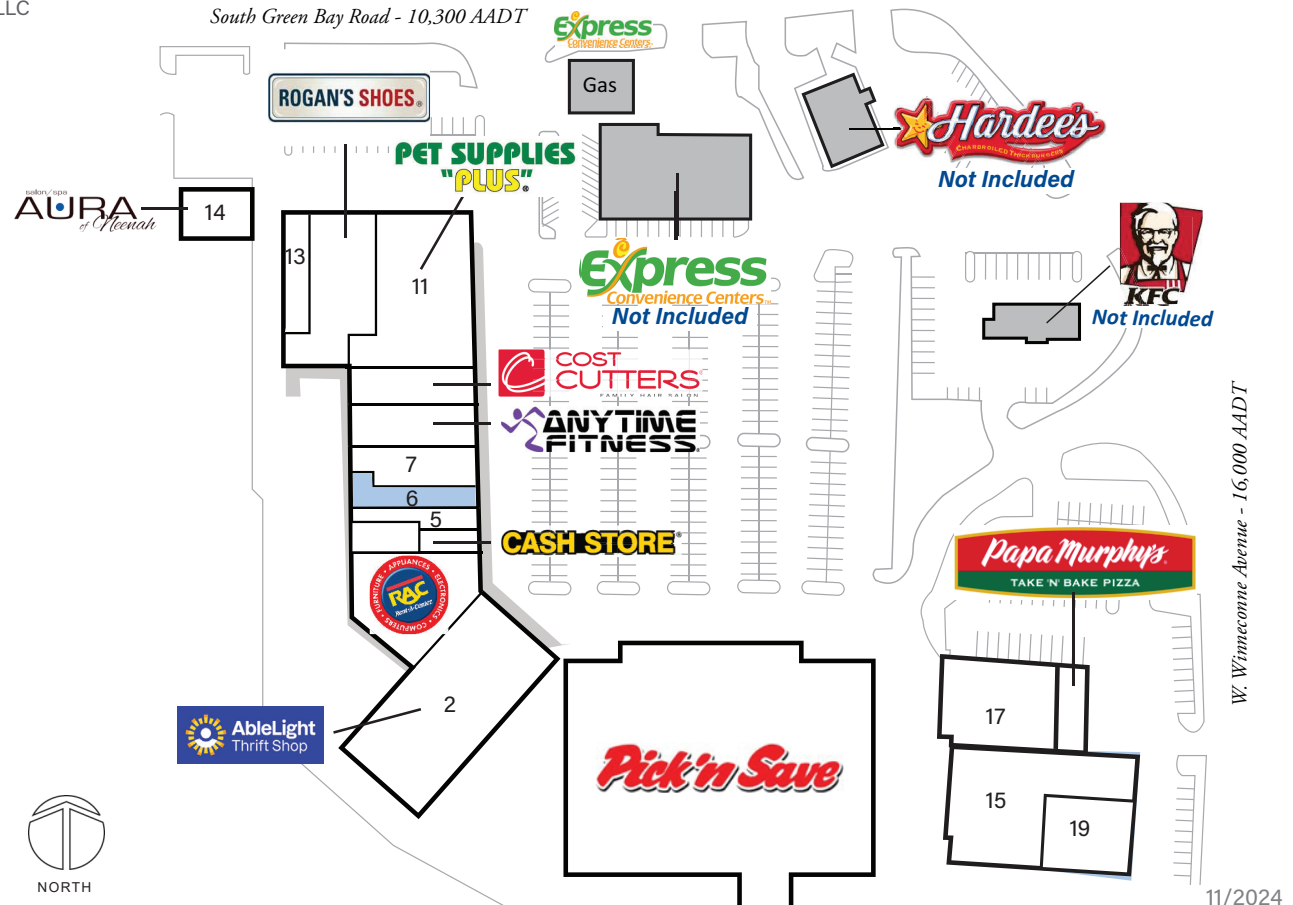 LLC
South Green Bay Road - 10,300 AADT
Express
Convenience Centers
Gas
ROGAN'S SHOES®
Hardee's
CHARBROILED THICKBURGERS
Not Included
PET SUPPLIES
"PLUS"®
salon/spa
AURA
of Neenah
14
13
11
Express
Convenience Centers™
Not Included
KFC
Not Included
COST
CUTTERS®
FAMILY HAIR SALON
ANYTIME
FITNESS®
7
6
5
CASH STORE®
W. Winneconne Avenue - 16,000 AADT
Papa Murphy's®
TAKE 'N' BAKE PIZZA
FURNITURE • APPLIANCES • ELECTRONICS • COMPUTERS •
RAC
Rent-A-Center
2
AbleLight
Thrift Shop
Pick'n Save
17
15
19
NORTH
11/2024